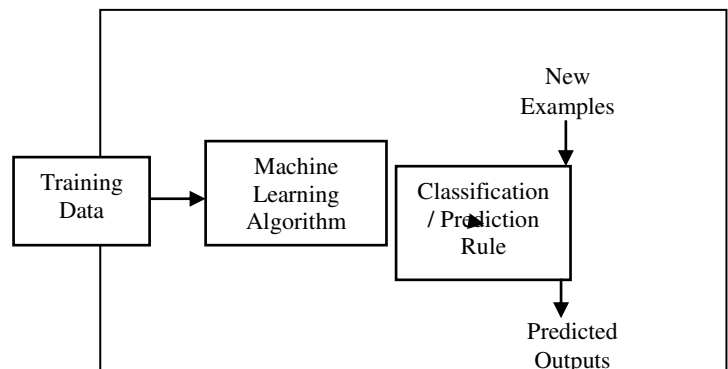 New
Examples
Training
Data
Machine
Learning
Algorithm
Classification
/ Prediction
Rule
Predicted
Outputs